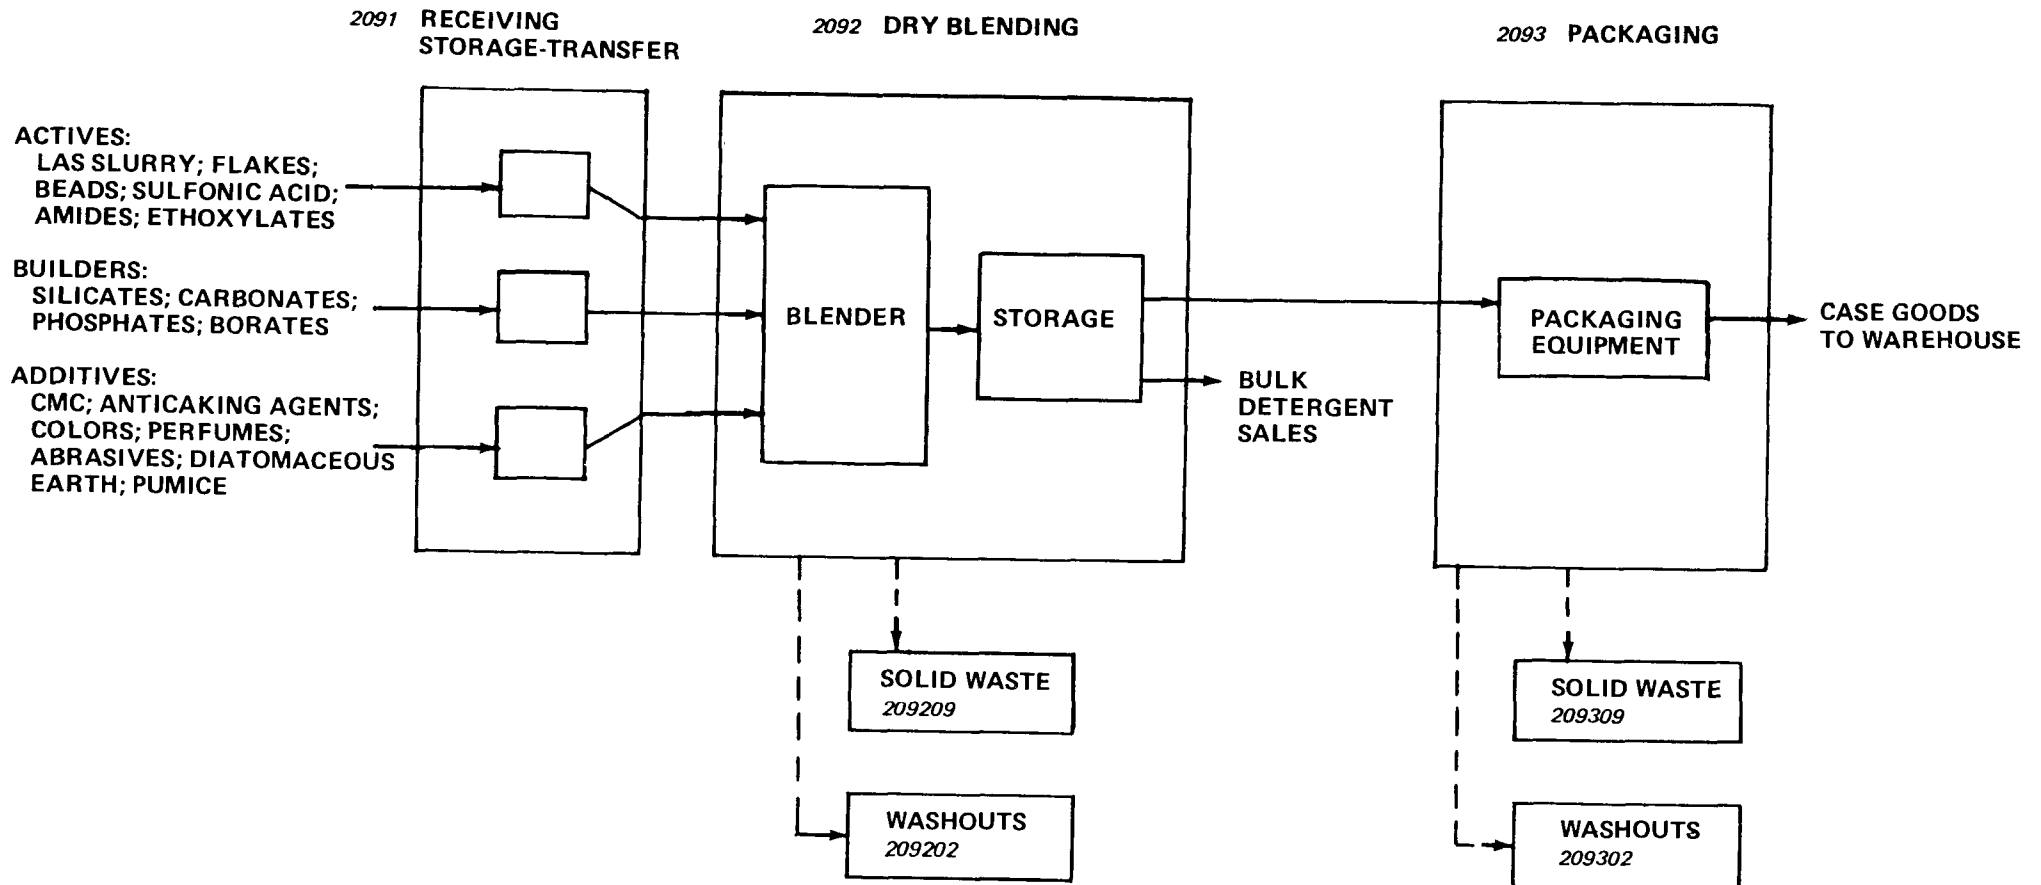 2091 RECEIVING
STORAGE-TRANSFER
2092 DRY BLENDING
2093 PACKAGING
ACTIVES:
LAS SLURRY; FLAKES;
BEADS; SULFONIC ACID;
AMIDES; ETHOXYLATES
BUILDERS:
SILICATES; CARBONATES;
PHOSPHATES; BORATES
ADDITIVES:
CMC; ANTICAKING AGENTS;
COLORS; PERFUMES;
ABRASIVES; DIATOMACEOUS
EARTH; PUMICE
BLENDER
STORAGE
BULK
DETERGENT
SALES
PACKAGING
EQUIPMENT
CASE GOODS
TO WAREHOUSE
SOLID WASTE
209209
WASHOUTS
209202
SOLID WASTE
209309
WASHOUTS
209302